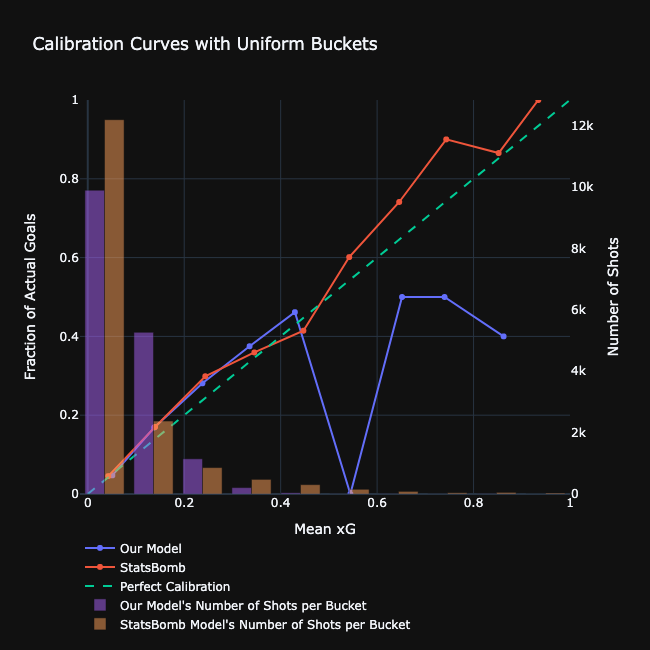 Calibration Curves with Uniform Buckets
1
0.8
0.6
0.4
0.2
0
Fraction of Actual Goals
12k
10k
8k
6k
4k
2k
0
Number of Shots
0 0.2 0.4 0.6 0.8 1
Mean xG
Our Model
StatsBomb
Perfect Calibration
Our Model's Number of Shots per Bucket
StatsBomb Model's Number of Shots per Bucket